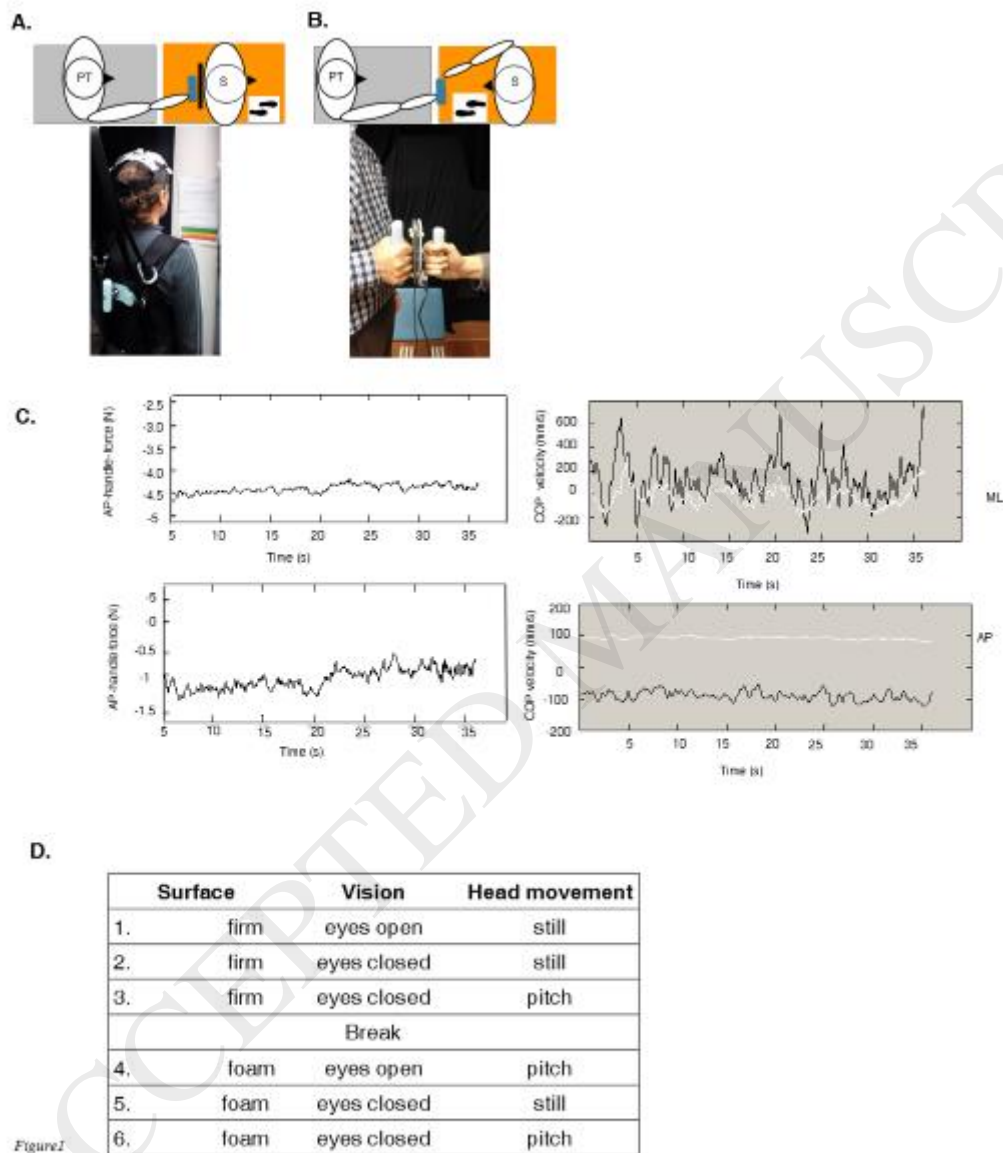 A.
B.
PT
S
PT
S
C.
AP-handle-force (N)
-2.5
-3.0
-3.5
-4.0
-4.5
-5
5 10 15 20 25 30 35
Time (s)
COP velocity (mm/s)
600
400
200
0
-200
5 10 15 20 25 30 35
Time (s)
ML
AP-handle-force (N)
-5
-0
-0.5
-1
-1.5
5 10 15 20 25 30 35
Time (s)
COP velocity (mm/s)
200
100
0
-100
-200
5 10 15 20 25 30 35
Time (s)
AP
D.
Surface Vision Head movement
1. firm eyes open still
2. firm eyes closed still
3. firm eyes closed pitch
Break
4. foam eyes open pitch
5. foam eyes closed still
6. foam eyes closed pitch
Figure1
CCEPTED MANUSC